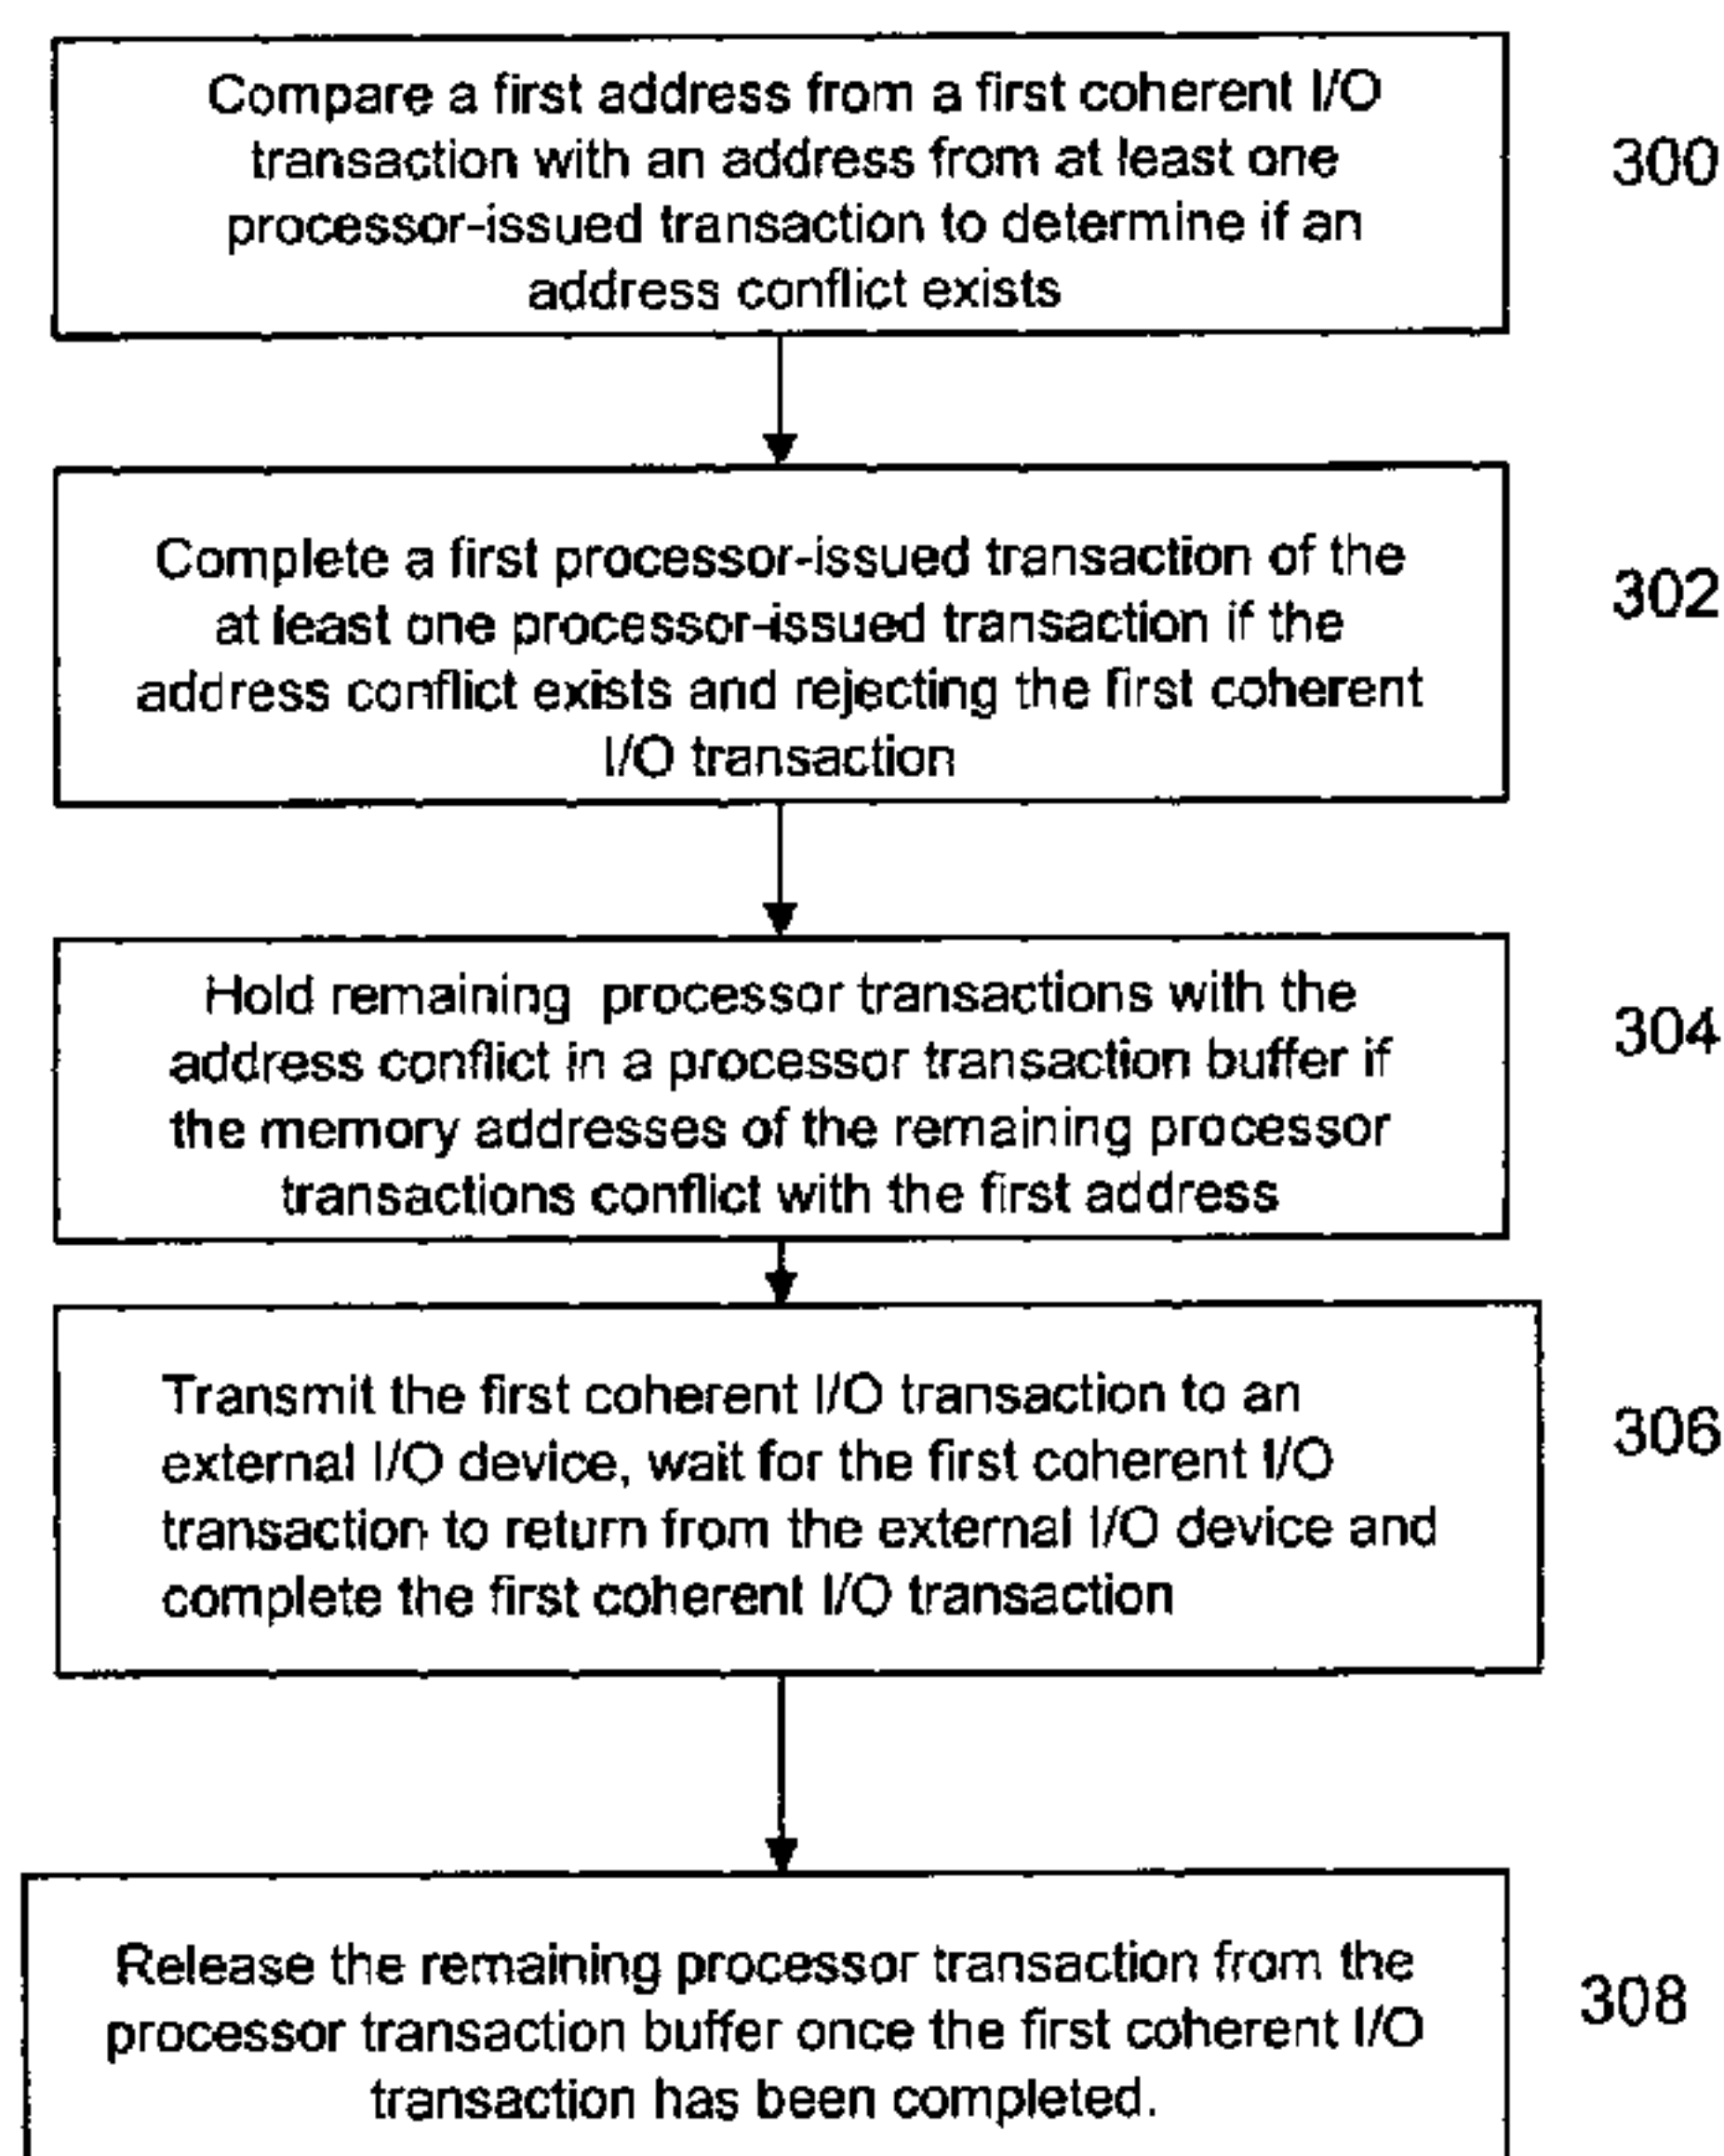 Compare a first address from a first coherent I/O
transaction with an address from at least one
processor-issued transaction to determine if an
address conflict exists
300
Complete a first processor-issued transaction of the
at least one processor-issued transaction if the
address conflict exists and rejecting the first coherent
I/O transaction
302
Hold remaining processor transactions with the
address conflict in a processor transaction buffer if
the memory addresses of the remaining processor
transactions conflict with the first address
304
Transmit the first coherent I/O transaction to an
external I/O device, wait for the first coherent I/O
transaction to return from the external I/O device and
complete the first coherent I/O transaction
306
Release the remaining processor transaction from the
processor transaction buffer once the first coherent I/O
transaction has been completed.
308